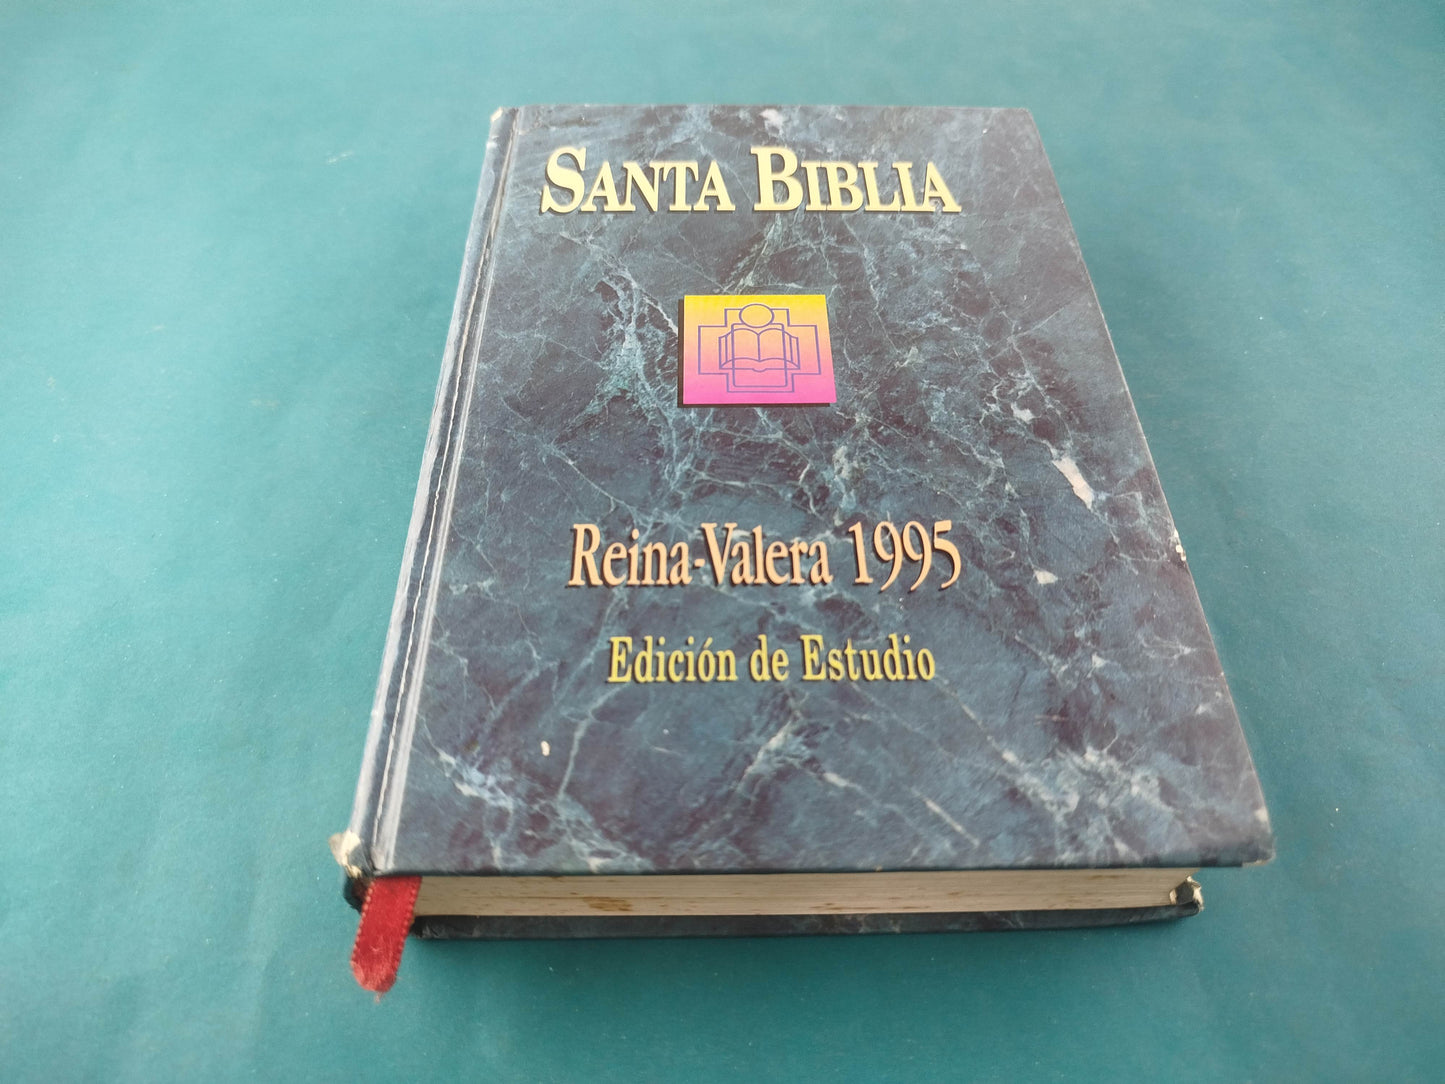 SANTA BIBLIA
Reina-Valera 1995
Edición de Estudio